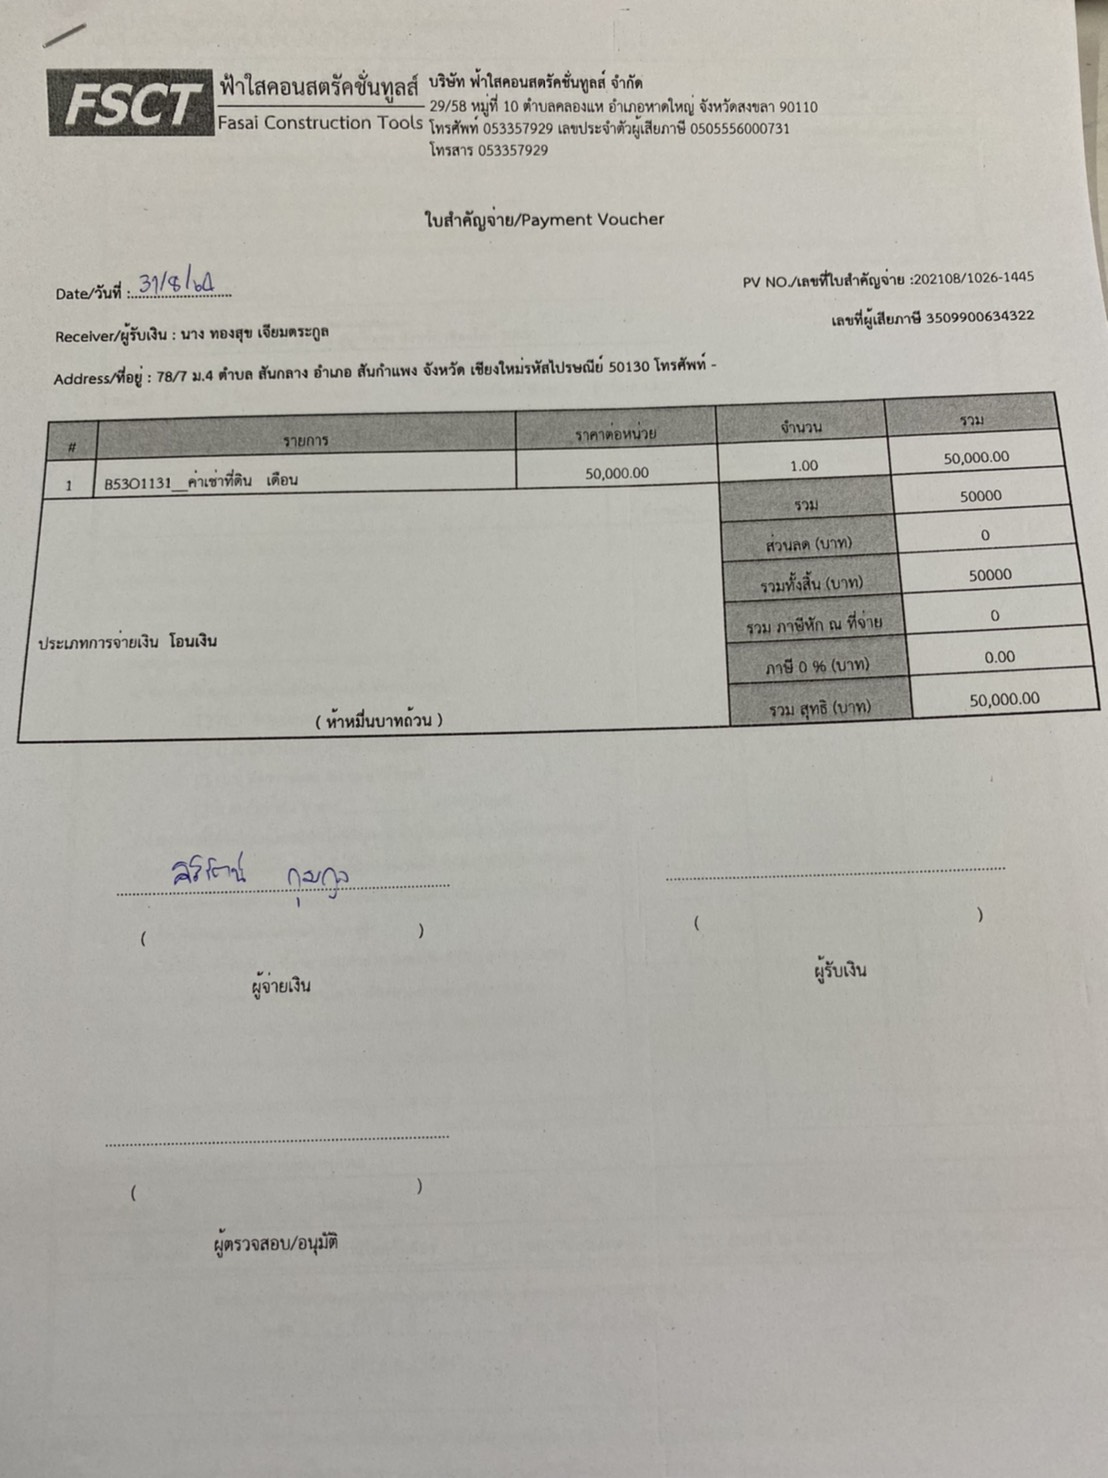 FSCT
ฟ้าใสคอนสตรัคชั่นทูลส์
Fasai Construction Tools
บริษัท ฟ้าใสคอนสตรัคชั่นทูลส์ จำกัด
29/58 หมู่ที่ 10 ตำบลคลองแห อำเภอหาดใหญ่ จังหวัดสงขลา 90110
โทรศัพท์ 053357929 เลขประจำตัวผู้เสียภาษี 0505556000731
โทรสาร 053357929
ใบสำคัญจ่าย/Payment Voucher
Date/วันที่ : 31/8/64
PV NO./เลขที่ใบสำคัญจ่าย :202108/1026-1445
Receiver/ผู้รับเงิน : นาง ทองสุข เจียมตระกูล
เลขที่ผู้เสียภาษี 3509900634322
Address/ที่อยู่ : 78/7 ม.4 ตำบล สันกลาง อำเภอ สันกำแพง จังหวัด เชียงใหม่รหัสไปรษณีย์ 50130 โทรศัพท์ -
# รายการ ราคาต่อหน่วย จำนวน รวม
1 B53O1131__ค่าเช่าที่ดิน เดือน 50,000.00 1.00 50,000.00
รวม 50000
ส่วนลด (บาท) 0
รวมทั้งสิ้น (บาท) 50000
รวม ภาษีหัก ณ ที่จ่าย 0
ประเภทการจ่ายเงิน โอนเงิน
ภาษี 0 % (บาท) 0.00
( ห้าหมื่นบาทถ้วน )
รวม สุทธิ (บาท) 50,000.00
( )
ผู้จ่ายเงิน
( )
ผู้รับเงิน
( )
ผู้ตรวจสอบ/อนุมัติ